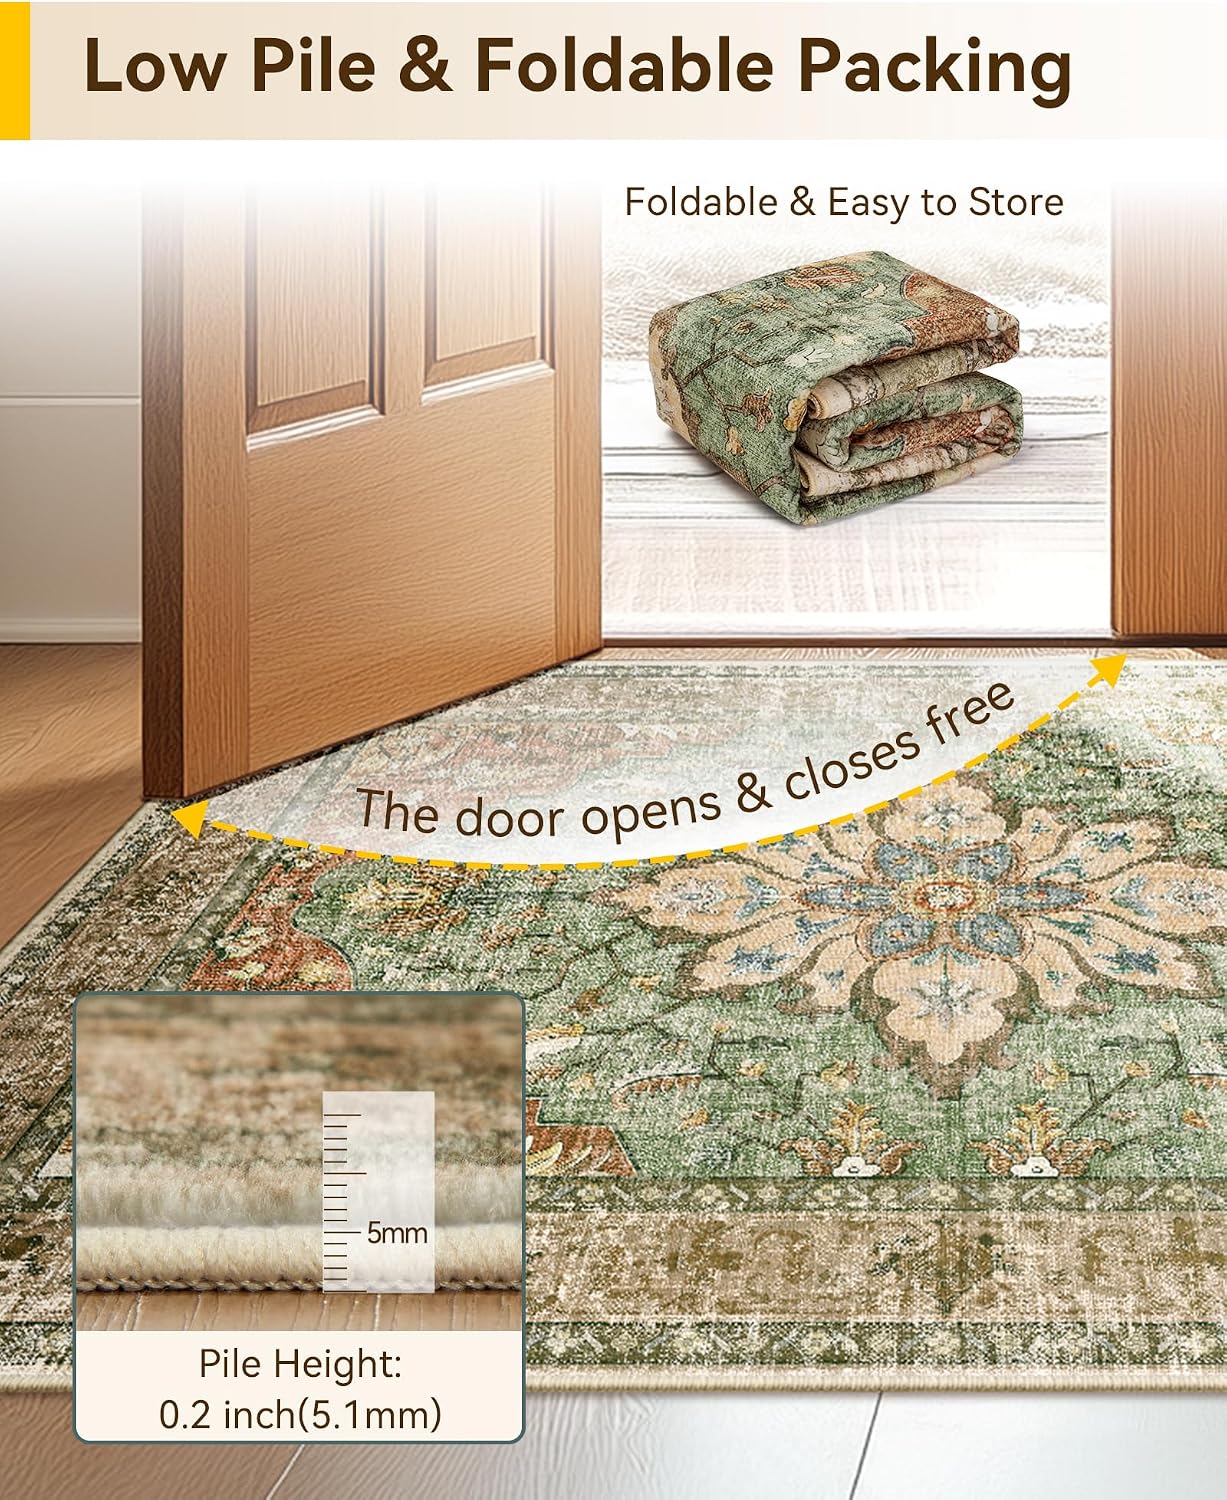 Low Pile & Foldable Packing
Foldable & Easy to Store
The door opens & closes free
5mm
Pile Height:
0.2 inch(5.1mm)